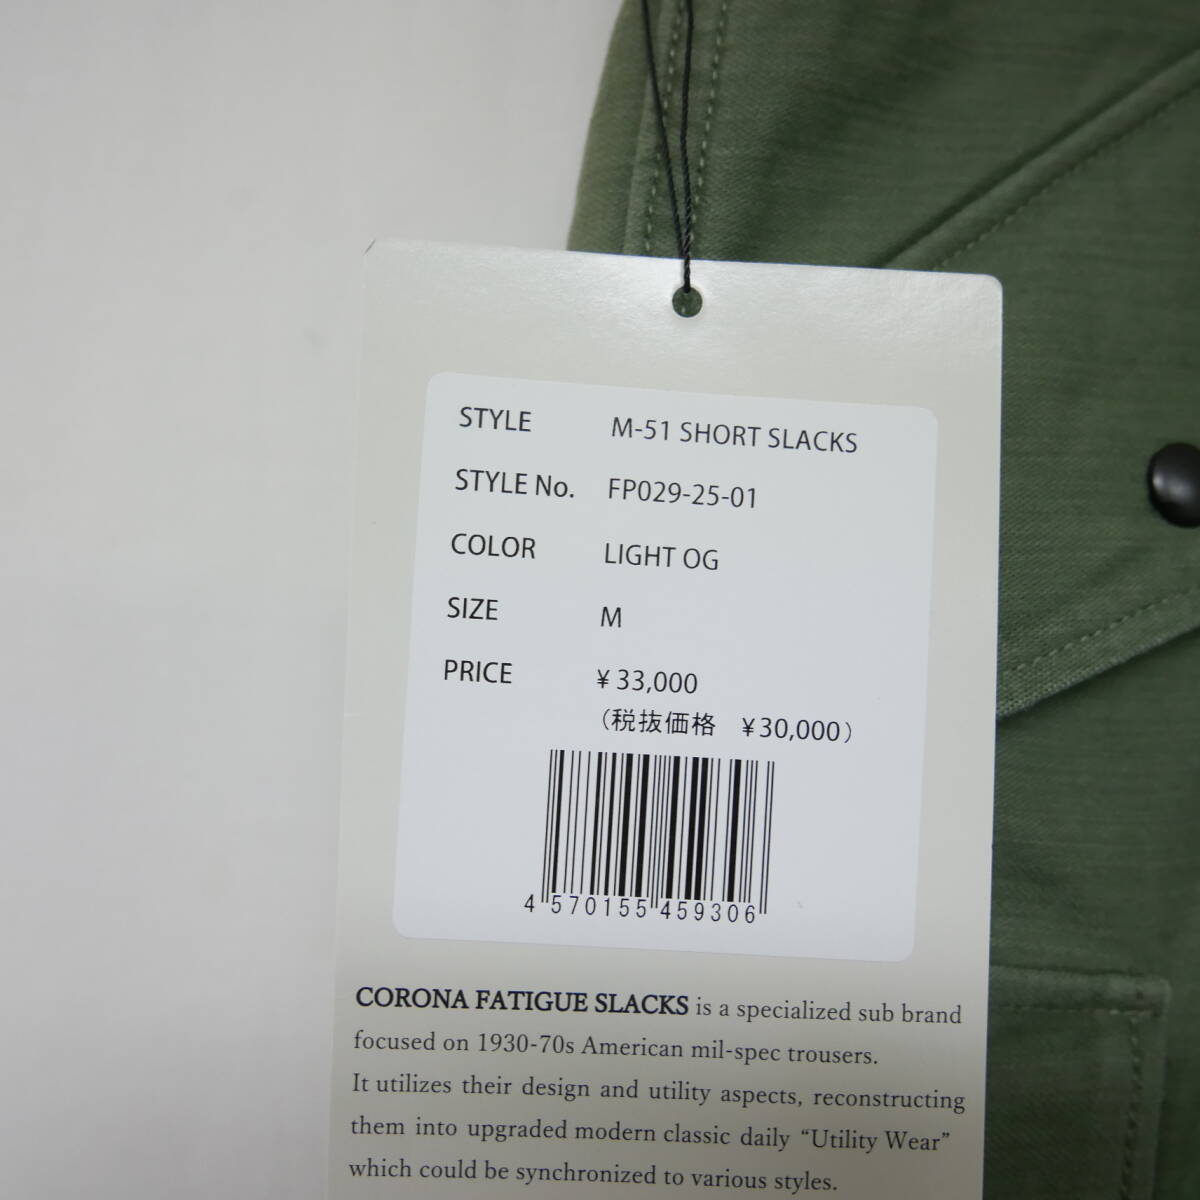 STYLE M-51 SHORT SLACKS
STYLE No. FP029-25-01
COLOR LIGHT OG
SIZE M
PRICE ¥33,000
（税抜価格 ¥30,000）
4 570155 459306
CORONA FATIGUE SLACKS is a specialized sub brand
focused on 1930-70s American mil-spec trousers.
It utilizes their design and utility aspects, reconstructing
them into upgraded modern classic daily “Utility Wear”
which could be synchronized to various styles.